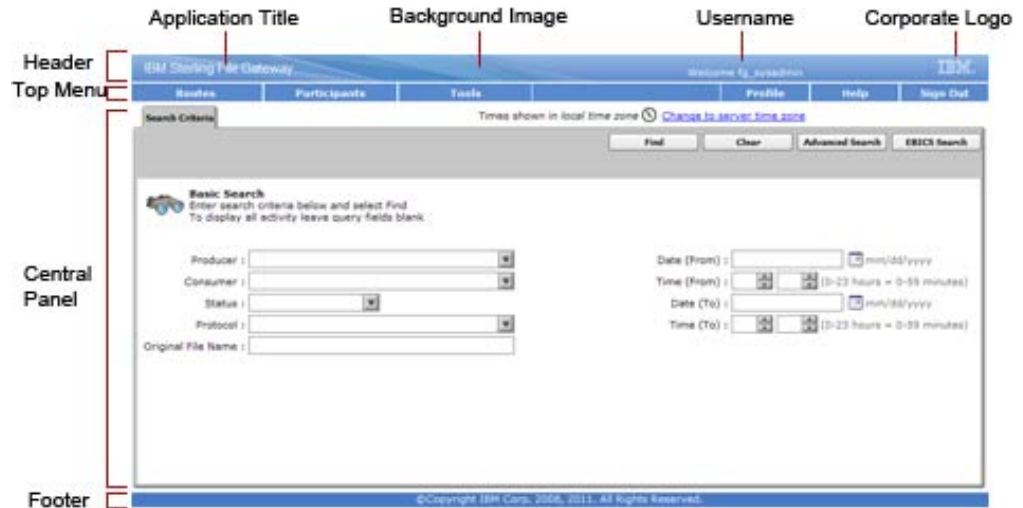 Application Title Background Image Username Corporate Logo
Header
IBM Sterling File Gateway Welcome fg_sysadmin IBM.
Top Menu
Routes Participants Tools Profile Help Sign Out
Search Criteria Times shown in local time zone Change to server time zone
Find Clear Advanced Search EBICS Search
Basic Search
Enter search criteria below and select Find
To display all activity leave query fields blank
Producer : Date (From) : mm/dd/yyyy
Central Panel
Consumer : Time (From) : (0-23 hours = 0-59 minutes)
Status : Date (To) : mm/dd/yyyy
Protocol : Time (To) : (0-23 hours = 0-59 minutes)
Original File Name :
Footer
©Copyright IBM Corp. 2006, 2011. All Rights Reserved.